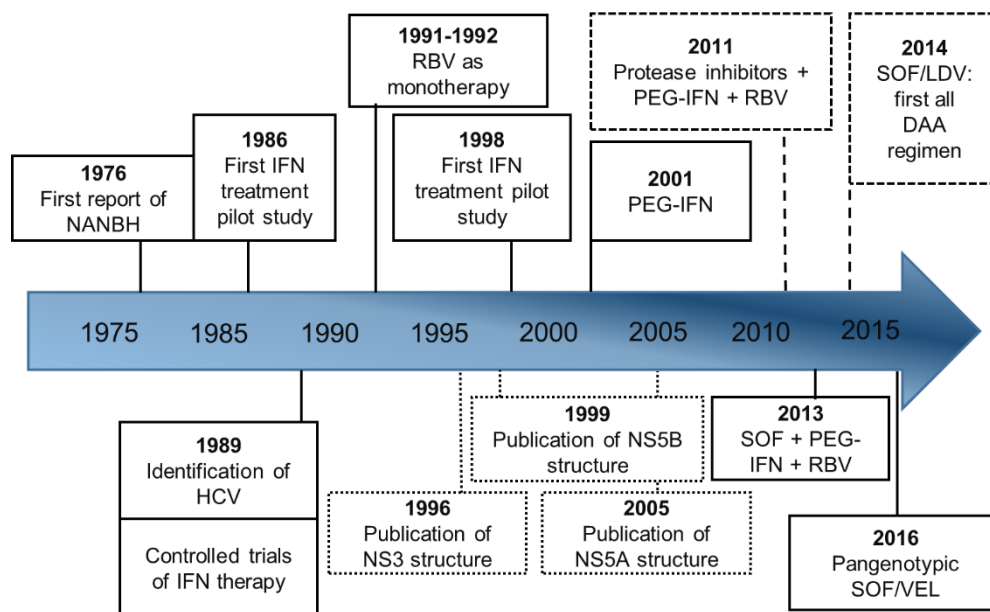 1976
First report of
NANBH
1986
First IFN
treatment pilot
study
1991-1992
RBV as
monotherapy
1998
First IFN
treatment pilot
study
2001
PEG-IFN
2011
Protease inhibitors +
PEG-IFN + RBV
2014
SOF/LDV:
first all
DAA
regimen
1975 1985 1990 1995 2000 2005 2010 2015
1989
Identification of
HCV
Controlled trials
of IFN therapy
1996
Publication of
NS3 structure
1999
Publication of NS5B
structure
2005
Publication of
NS5A structure
2013
SOF + PEG-
IFN + RBV
2016
Pangenotypic
SOF/VEL